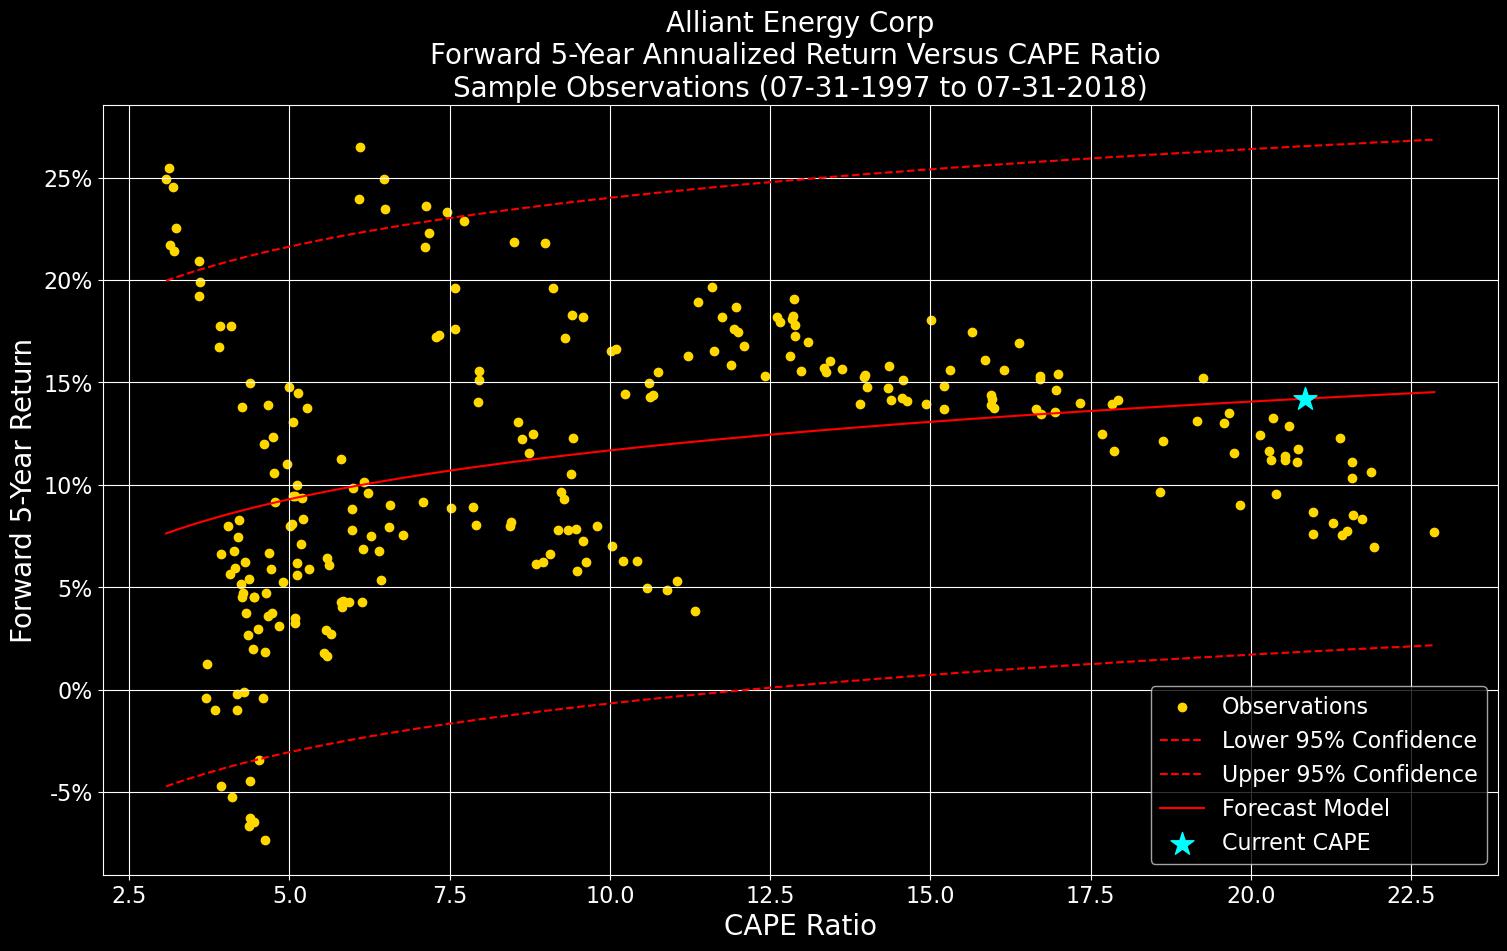 Alliant Energy Corp
Forward 5-Year Annualized Return Versus CAPE Ratio
Sample Observations (07-31-1997 to 07-31-2018)
Forward 5-Year Return
25%
20%
15%
10%
5%
0%
-5%
Observations
Lower 95% Confidence
Upper 95% Confidence
Forecast Model
Current CAPE
2.5 5.0 7.5 10.0 12.5 15.0 17.5 20.0 22.5
CAPE Ratio